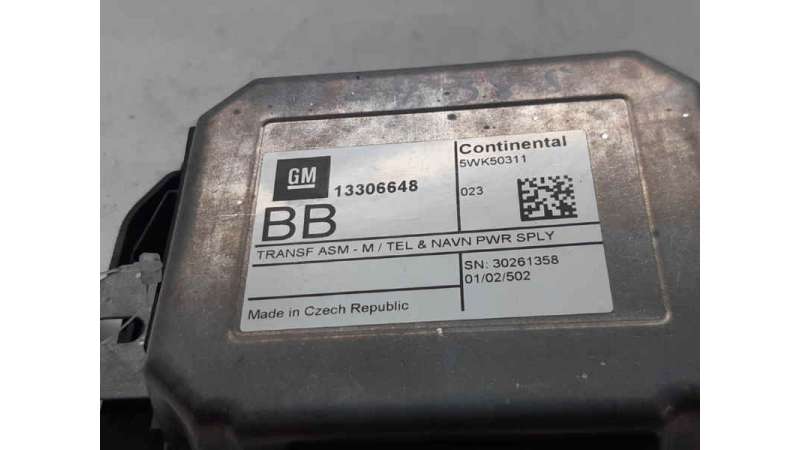 GM
13306648
BB
Continental
5WK50311
023
TRANSF ASM - M / TEL & NAVN PWR SPLY
SN: 30261358
01/02/502
Made in Czech Republic